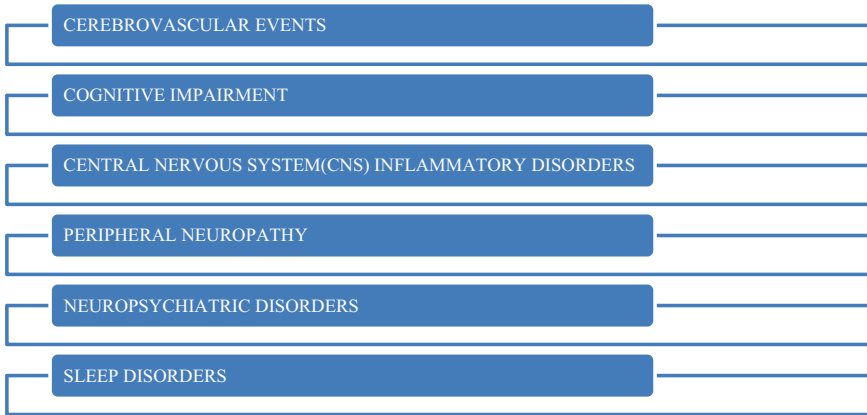 CEREBROVASCULAR EVENTS
COGNITIVE IMPAIRMENT
CENTRAL NERVOUS SYSTEM(CNS) INFLAMMATORY DISORDERS
PERIPHERAL NEUROPATHY
NEUROPSYCHIATRIC DISORDERS
SLEEP DISORDERS